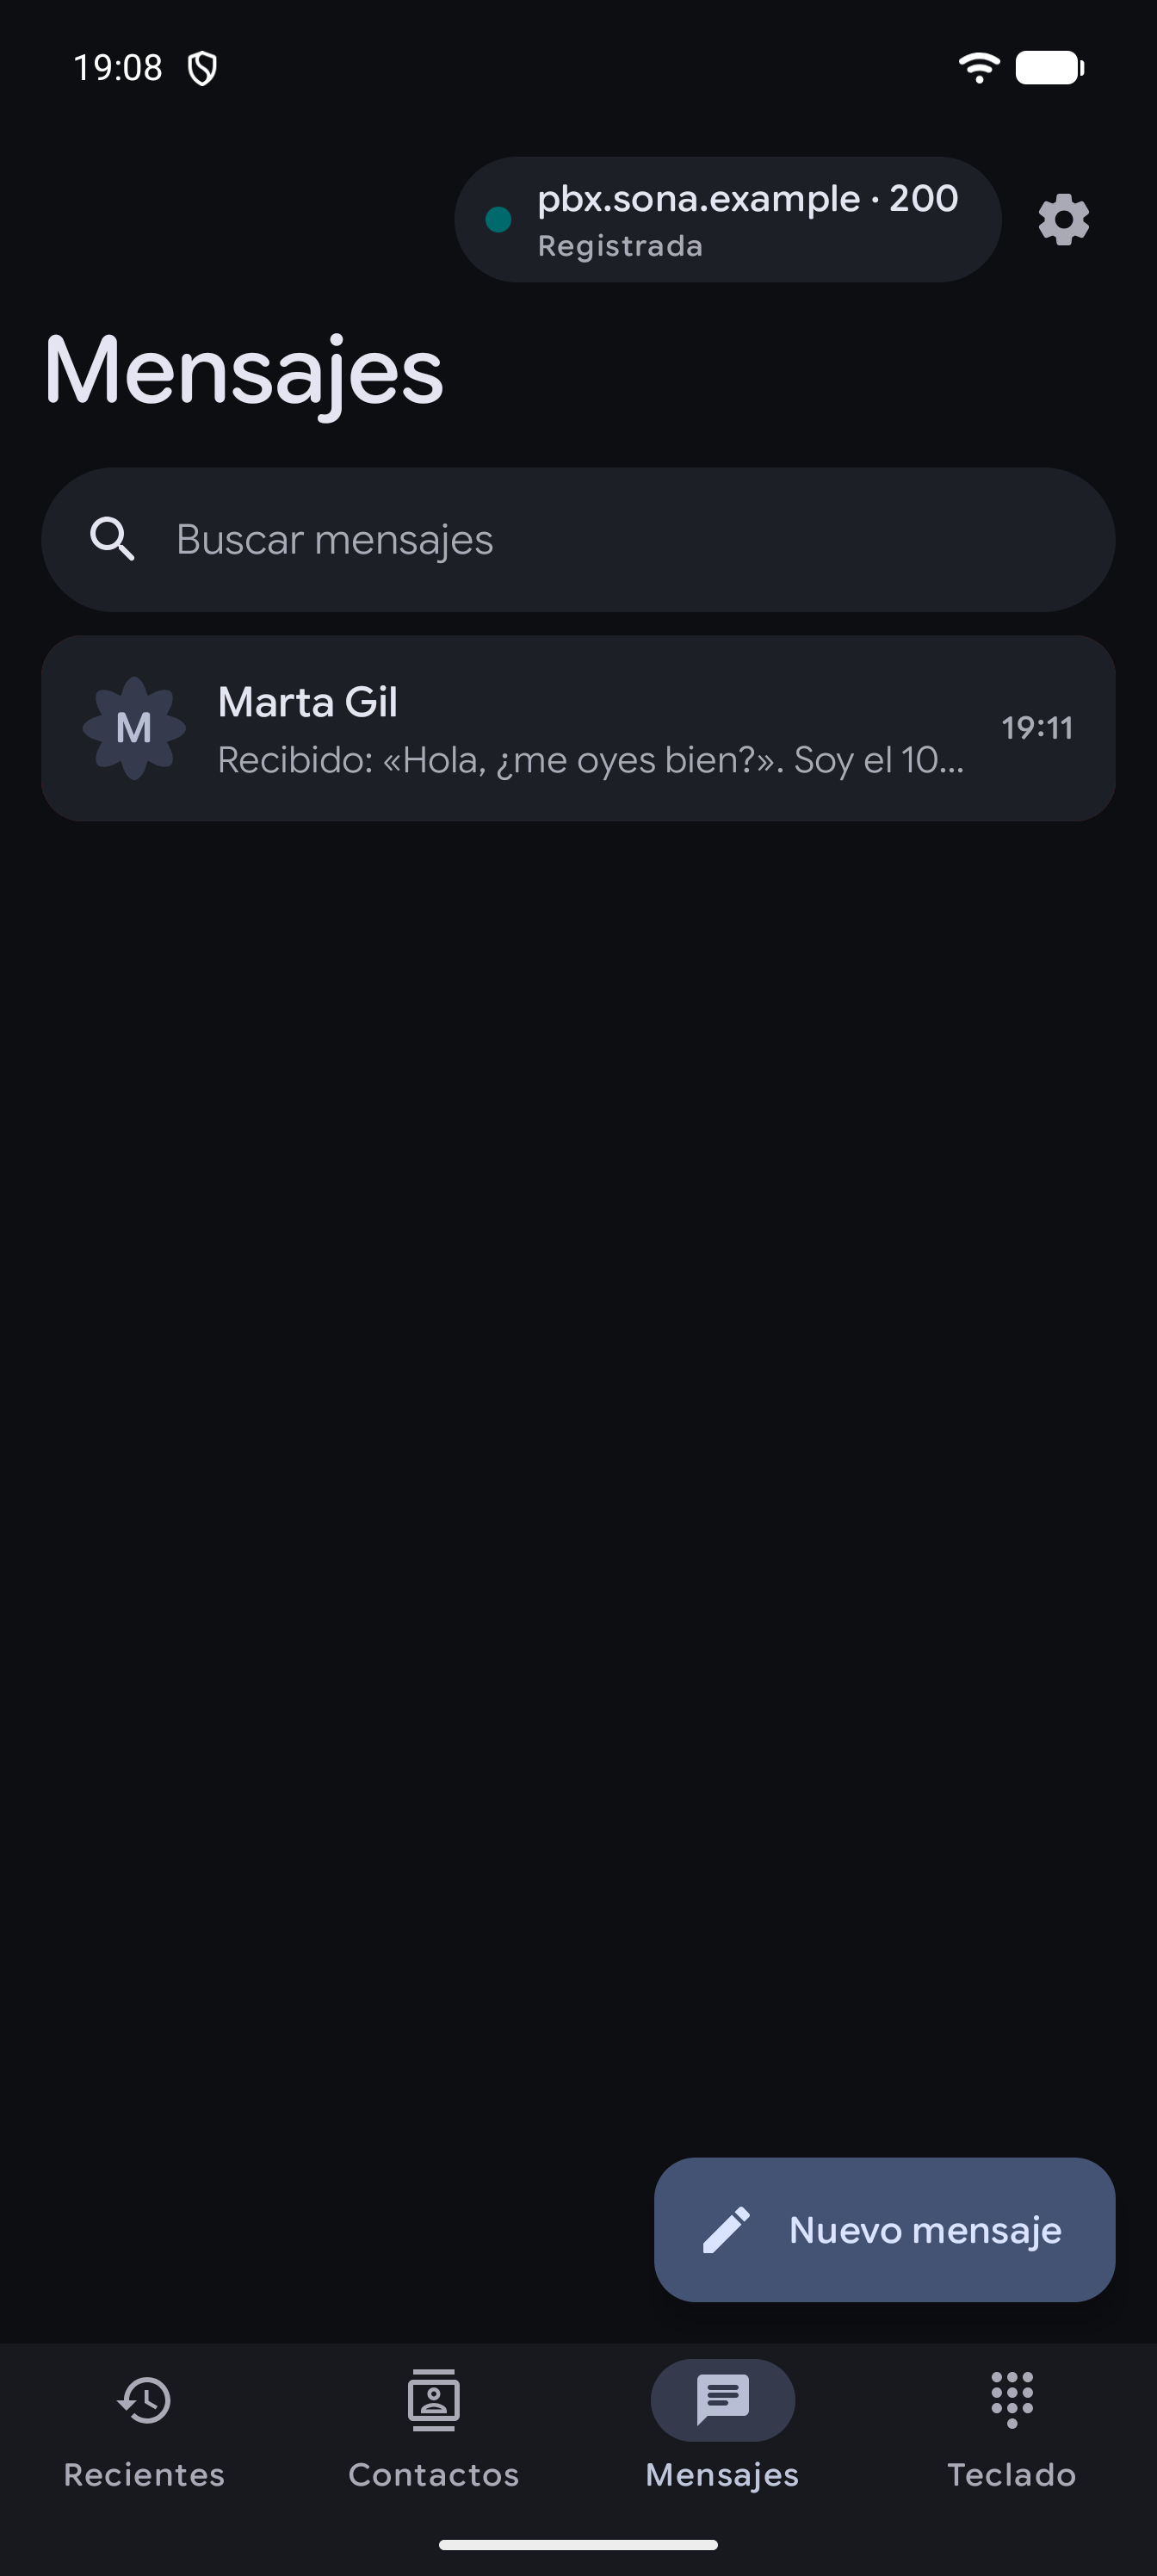 19:08
pbx.sona.example · 200
Registrada
Mensajes
Buscar mensajes
M
Marta Gil
Recibido: «Hola, ¿me oyes bien?». Soy el 10...
19:11
Nuevo mensaje
Recientes
Contactos
Mensajes
Teclado